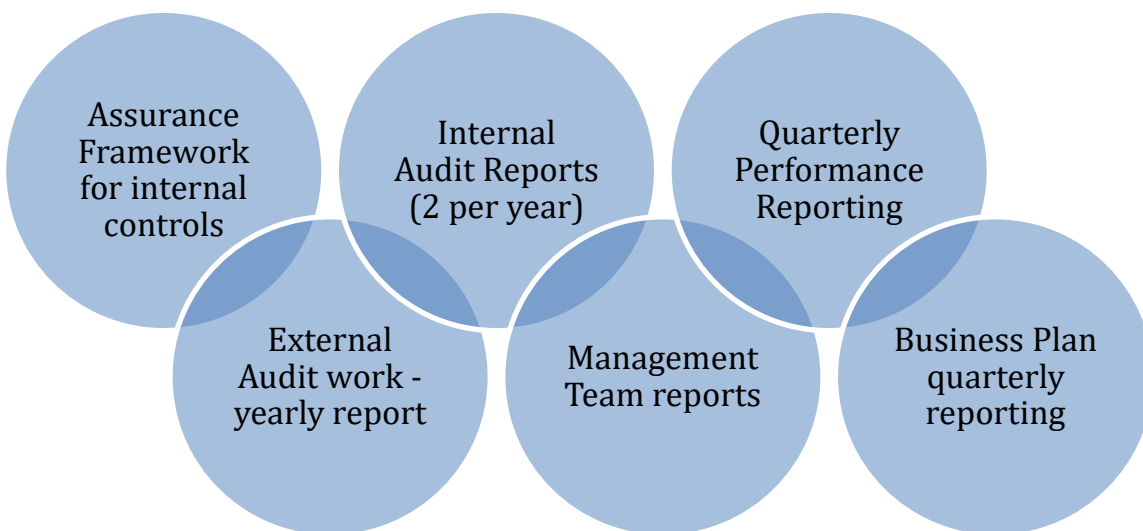 Assurance
Framework
for internal
controls
Internal
Audit Reports
(2 per year)
Quarterly
Performance
Reporting
External
Audit work -
yearly report
Management
Team reports
Business Plan
quarterly
reporting